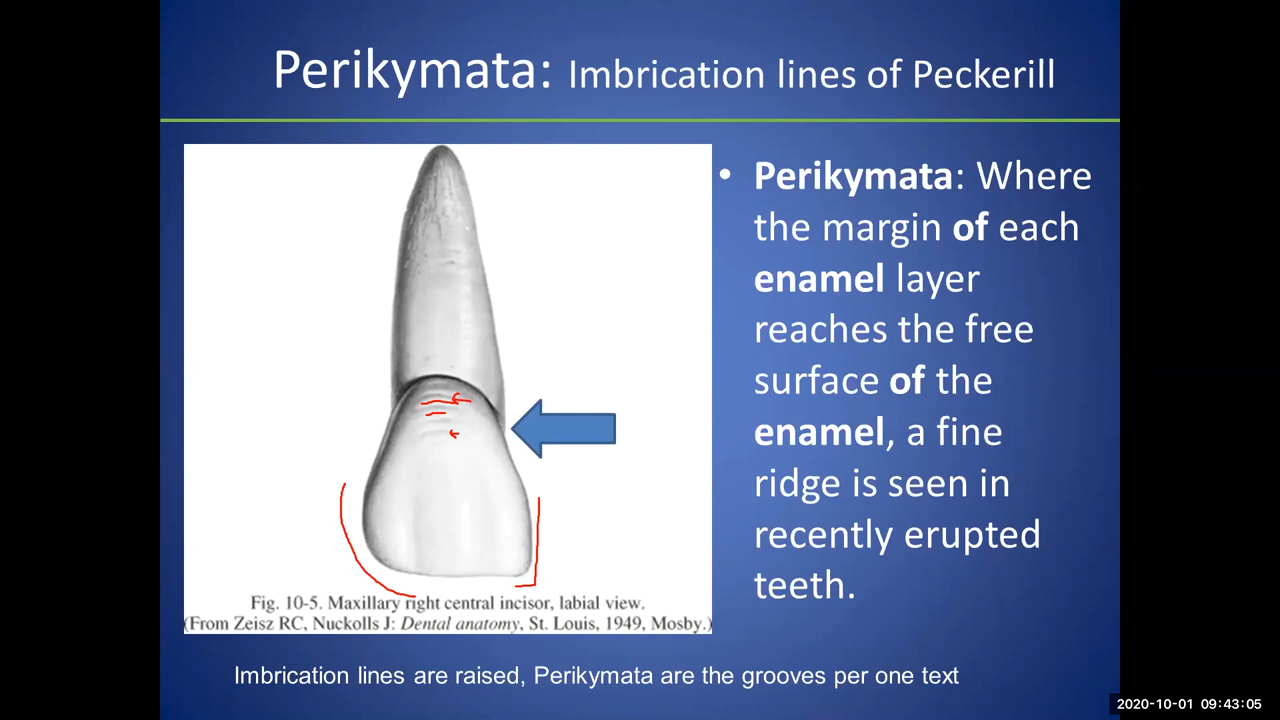 Perikymata: Imbrication lines of Peckerill
• Perikymata: Where
the margin of each
enamel layer
reaches the free
surface of the
enamel, a fine
ridge is seen in
recently erupted
teeth.
Fig. 10-5. Maxillary right central incisor, labial view.
(From Zeisz RC, Nuckolls J: Dental anatomy, St. Louis, 1949, Mosby.)
Imbrication lines are raised, Perikymata are the grooves per one text
2020-10-01 09:43:05